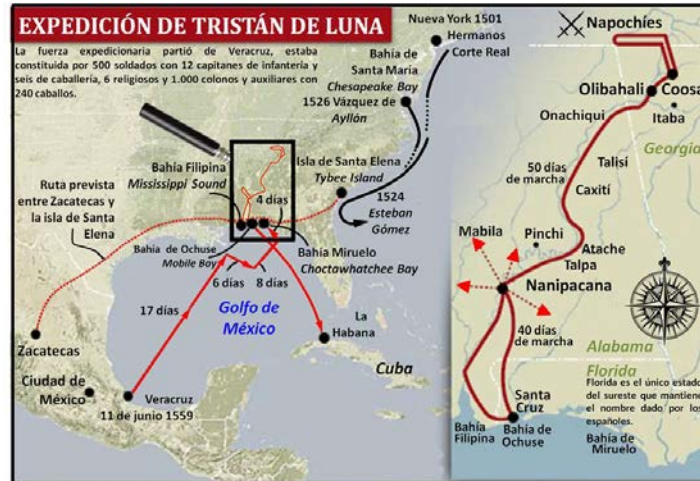 EXPEDICIÓN DE TRISTÁN DE LUNA
La fuerza expedicionaria partió de Veracruz, estaba
constituida por 500 soldados con 12 capitanes de infantería y
seis de caballería, 6 religiosos y 1.000 colonos y auxiliares con
240 caballos.
Nueva York 1501
Hermanos
Corte Real
Bahía de
Santa María
Chesapeake Bay
1526 Vázquez de
Ayllón
Bahía Filipina
Mississippi Sound
4 días
Isla de Santa Elena
Tybee Island
1524
Esteban
Gómez
Ruta prevista
entre Zacatecas y
la isla de Santa
Elena
Bahía de Ochuse
Mobile Bay
Bahía Miruelo
Choctawhatchee Bay
6 días
8 días
17 días
Golfo de
México
La
Habana
Cuba
Zacatecas
Ciudad de
México
Veracruz
11 de junio 1559
Napochíes
Olibahali
Coosa
Itaba
Onachiqui
Georgia
50 días
de marcha
Talisí
Caxití
Mabila
Pinchi
Atache
Talpa
Nanipacana
40 días
de marcha
Alabama
Florida
Florida es el único estado
del sureste que mantiene
el nombre dado por los
españoles.
Santa
Cruz
Bahía
Filipina
Bahía de
Ochuse
Bahía de
Miruelo